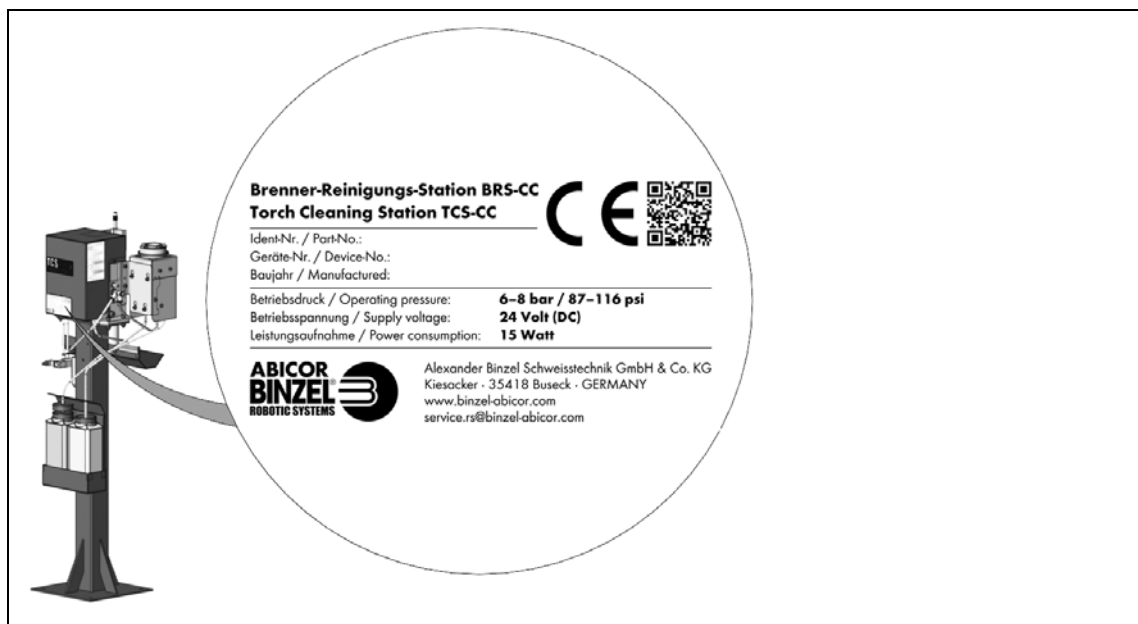 TCS
Brenner-Reinigungs-Station BRS-CC
Torch Cleaning Station TCS-CC
CE
Ident-Nr. / Part-No.:
Geräte-Nr. / Device-No.:
Baujahr / Manufactured:
Betriebsdruck / Operating pressure: 6–8 bar / 87–116 psi
Betriebsspannung / Supply voltage: 24 Volt (DC)
Leistungsaufnahme / Power consumption: 15 Watt
ABICOR
BINZEL®
ROBOTIC SYSTEMS
Alexander Binzel Schweisstechnik GmbH & Co. KG
Kiesacker · 35418 Buseck · GERMANY
www.binzel-abicor.com
service.rs@binzel-abicor.com